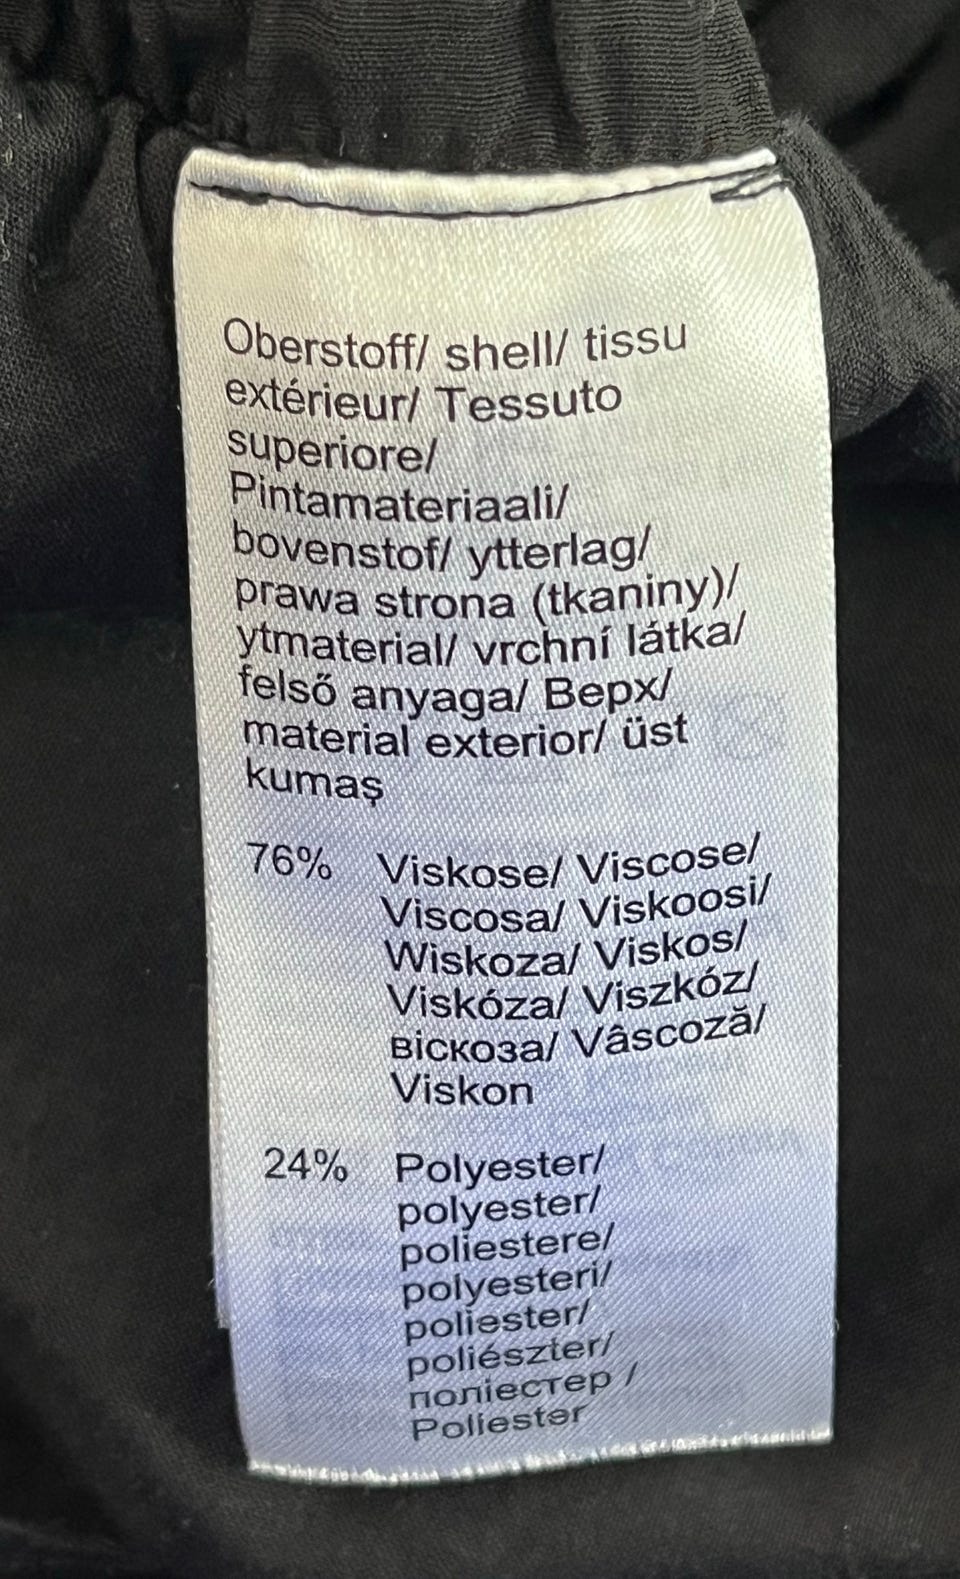 Oberstoff/ shell/ tissu
extérieur/ Tessuto
superiore/
Pintamateriaali/
bovenstof/ ytterlag/
prawa strona (tkaniny)/
ytmaterial/ vrchní látka/
felső anyaga/ Bepx/
material exterior/ üst
kumaş
76% Viskose/ Viscose/
Viscosa/ Viskoosi/
Wiskoza/ Viskos/
Viskóza/ Viszkóz/
віскоза/ Vâscoză/
Viskon
24% Polyester/
polyester/
poliestere/
polyesteri/
poliester/
poliészter/
поліестер /
Poliester